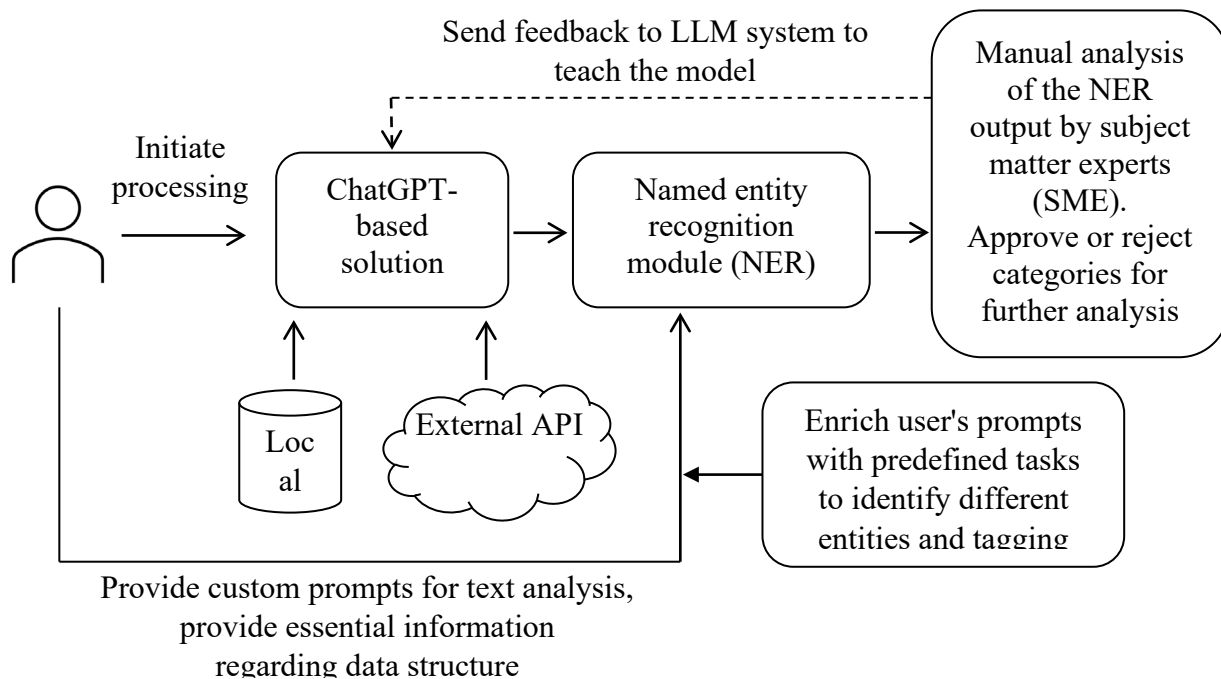 Send feedback to LLM system to
teach the model
Manual analysis
of the NER
output by subject
matter experts
(SME).
Approve or reject
categories for
further analysis
Initiate
processing
ChatGPT-
based
solution
Named entity
recognition
module (NER)
Loc
al
External API
Enrich user's prompts
with predefined tasks
to identify different
entities and tagging
Provide custom prompts for text analysis,
provide essential information
regarding data structure